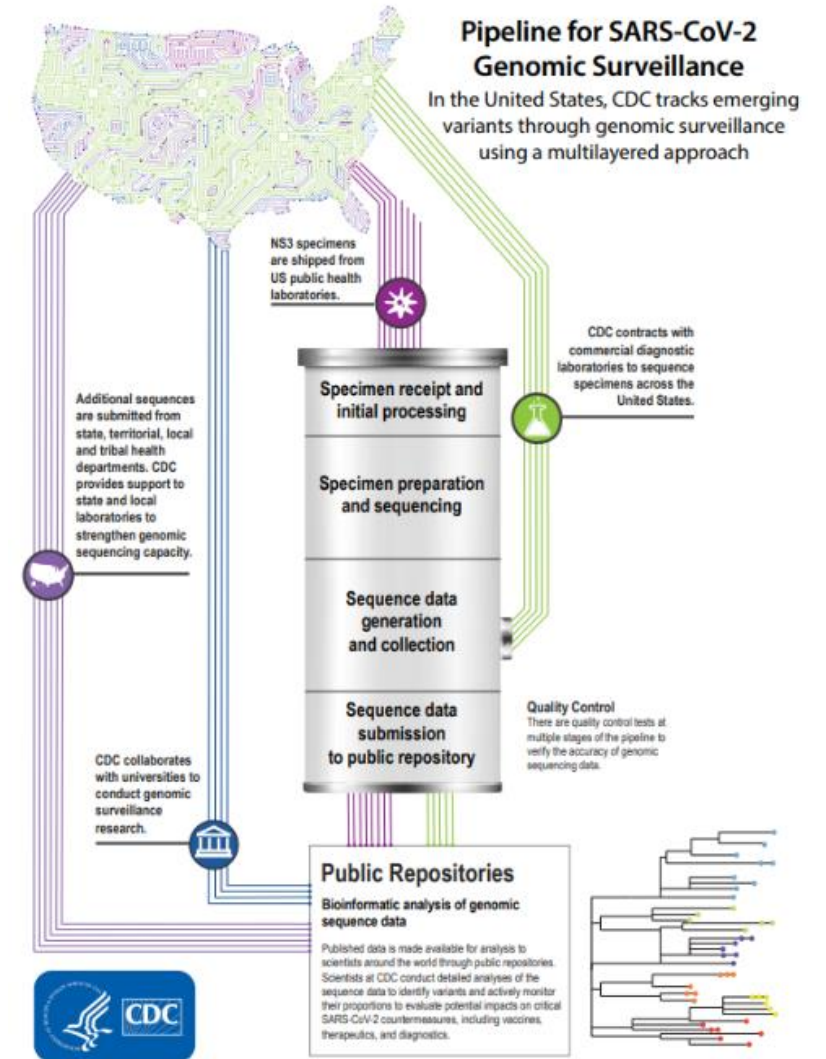 Pipeline for SARS-CoV-2
Genomic Surveillance
In the United States, CDC tracks emerging
variants through genomic surveillance
using a multilayered approach
NS3 specimens
are shipped from
US public health
laboratories.
CDC contracts with
commercial diagnostic
laboratories to sequence
specimens across the
United States.
Additional sequences
are submitted from
state, territorial, local
and tribal health
departments. CDC
provides support to
state and local
laboratories to
strengthen genomic
sequencing capacity.
Specimen receipt and
initial processing
Specimen preparation
and sequencing
Sequence data
generation
and collection
Sequence data
submission
to public repository
Quality Control
There are quality control tests at
multiple stages of the pipeline to
verify the accuracy of genomic
sequencing data.
CDC collaborates
with universities to
conduct genomic
surveillance
research.
Public Repositories
Bioinformatic analysis of genomic
sequence data
Published data is made available for analysis to
scientists around the world through public repositories.
Scientists at CDC conduct detailed analyses of the
sequence data to identify variants and actively monitor
their proportions to evaluate potential impacts on critical
SARS-CoV-2 countermeasures, including vaccines,
therapeutics, and diagnostics.
CDC